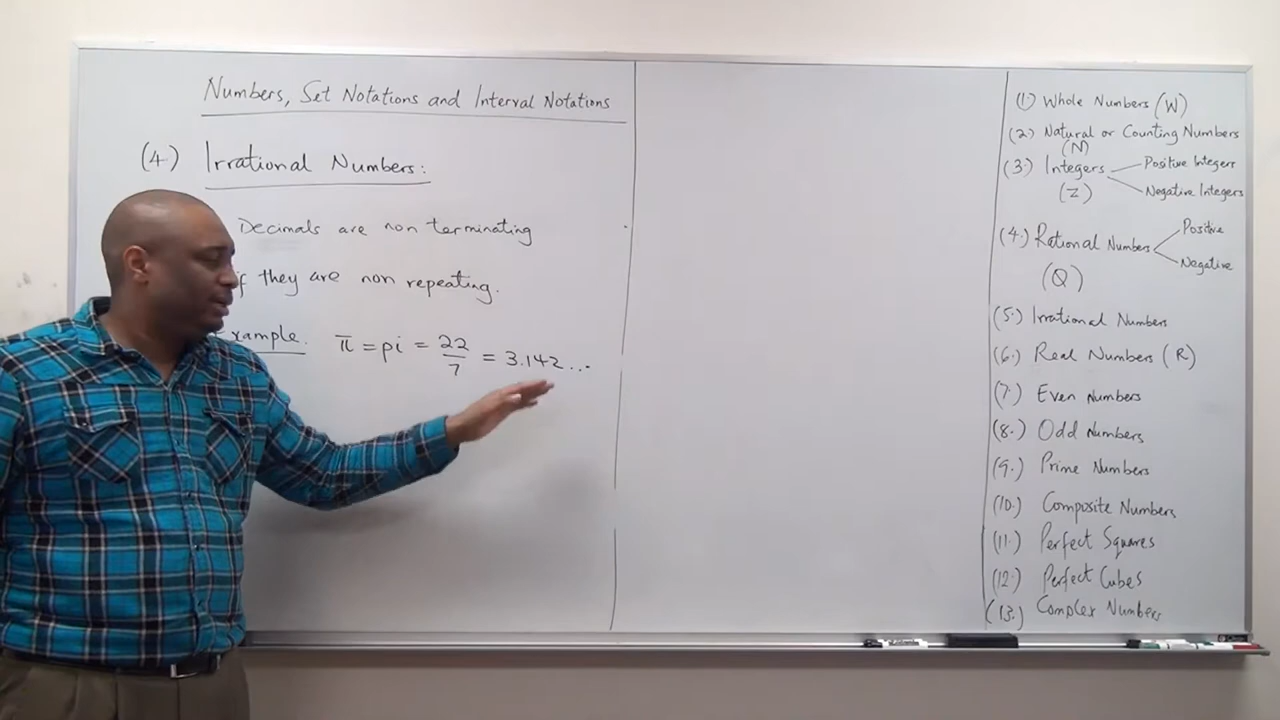 Numbers, Set Notations and Interval Notations
(4.) Irrational Numbers:
Decimals are non terminating
if they are non repeating.
Example. π = pi = 22/7 = 3.142...
(1) Whole Numbers (W)
(2.) Natural or Counting Numbers
(N)
(3.) Integers Positive Integers
Negative Integers
(Z)
(4.) Rational Numbers Positive
Negative
(Q)
(5.) Irrational Numbers
(6.) Real Numbers (R)
(7.) Even Numbers
(8.) Odd Numbers
(9.) Prime Numbers
(10.) Composite Numbers
(11.) Perfect Squares
(12.) Perfect Cubes
(13.) Complex Numbers